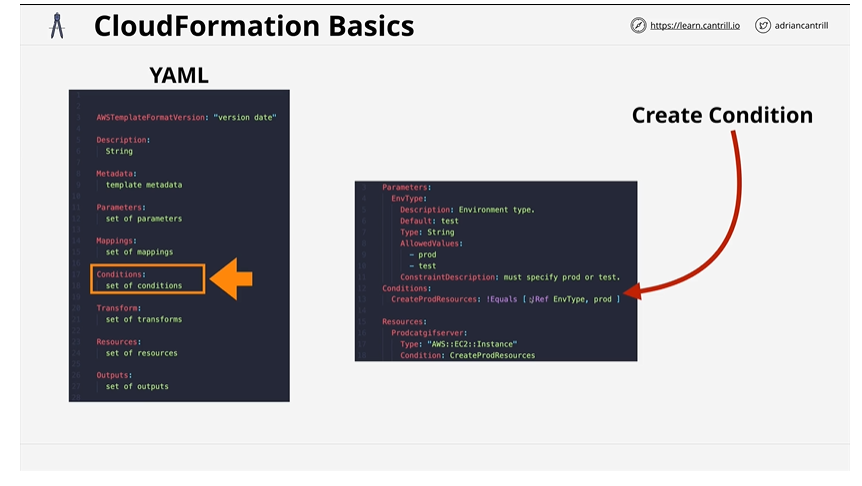 CloudFormation Basics
https://learn.cantrill.io
adriancantrill
YAML
AWSTemplateFormatVersion: "version date"
Description:
String
Metadata:
template metadata
Parameters:
set of parameters
Mappings:
set of mappings
Conditions:
set of conditions
Transform:
set of transforms
Resources:
set of resources
Outputs:
set of outputs
Create Condition
Parameters:
EnvType:
Description: Environment type.
Default: test
Type: String
AllowedValues:
- prod
- test
ConstraintDescription: must specify prod or test.
Conditions:
CreateProdResources: !Equals [ !Ref EnvType, prod ]
Resources:
Prodcatgifserver:
Type: "AWS::EC2::Instance"
Condition: CreateProdResources